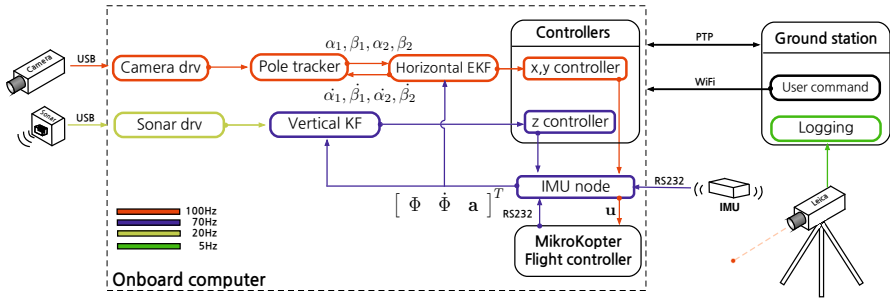 α₁, β₁, α₂, β₂
Controllers
PTP
Ground station
Camera
USB
Camera drv
Pole tracker
Horizontal EKF
x,y controller
α̇₁, β̇₁, α̇₂, β̇₂
WiFi
User command
Sonar
USB
Sonar drv
Vertical KF
z controller
Logging
IMU node
RS232
IMU
[ Φ Φ̇ a ]ᵀ
RS232
u
Leica
100Hz
70Hz
20Hz
5Hz
MikroKopter
Flight controller
Onboard computer